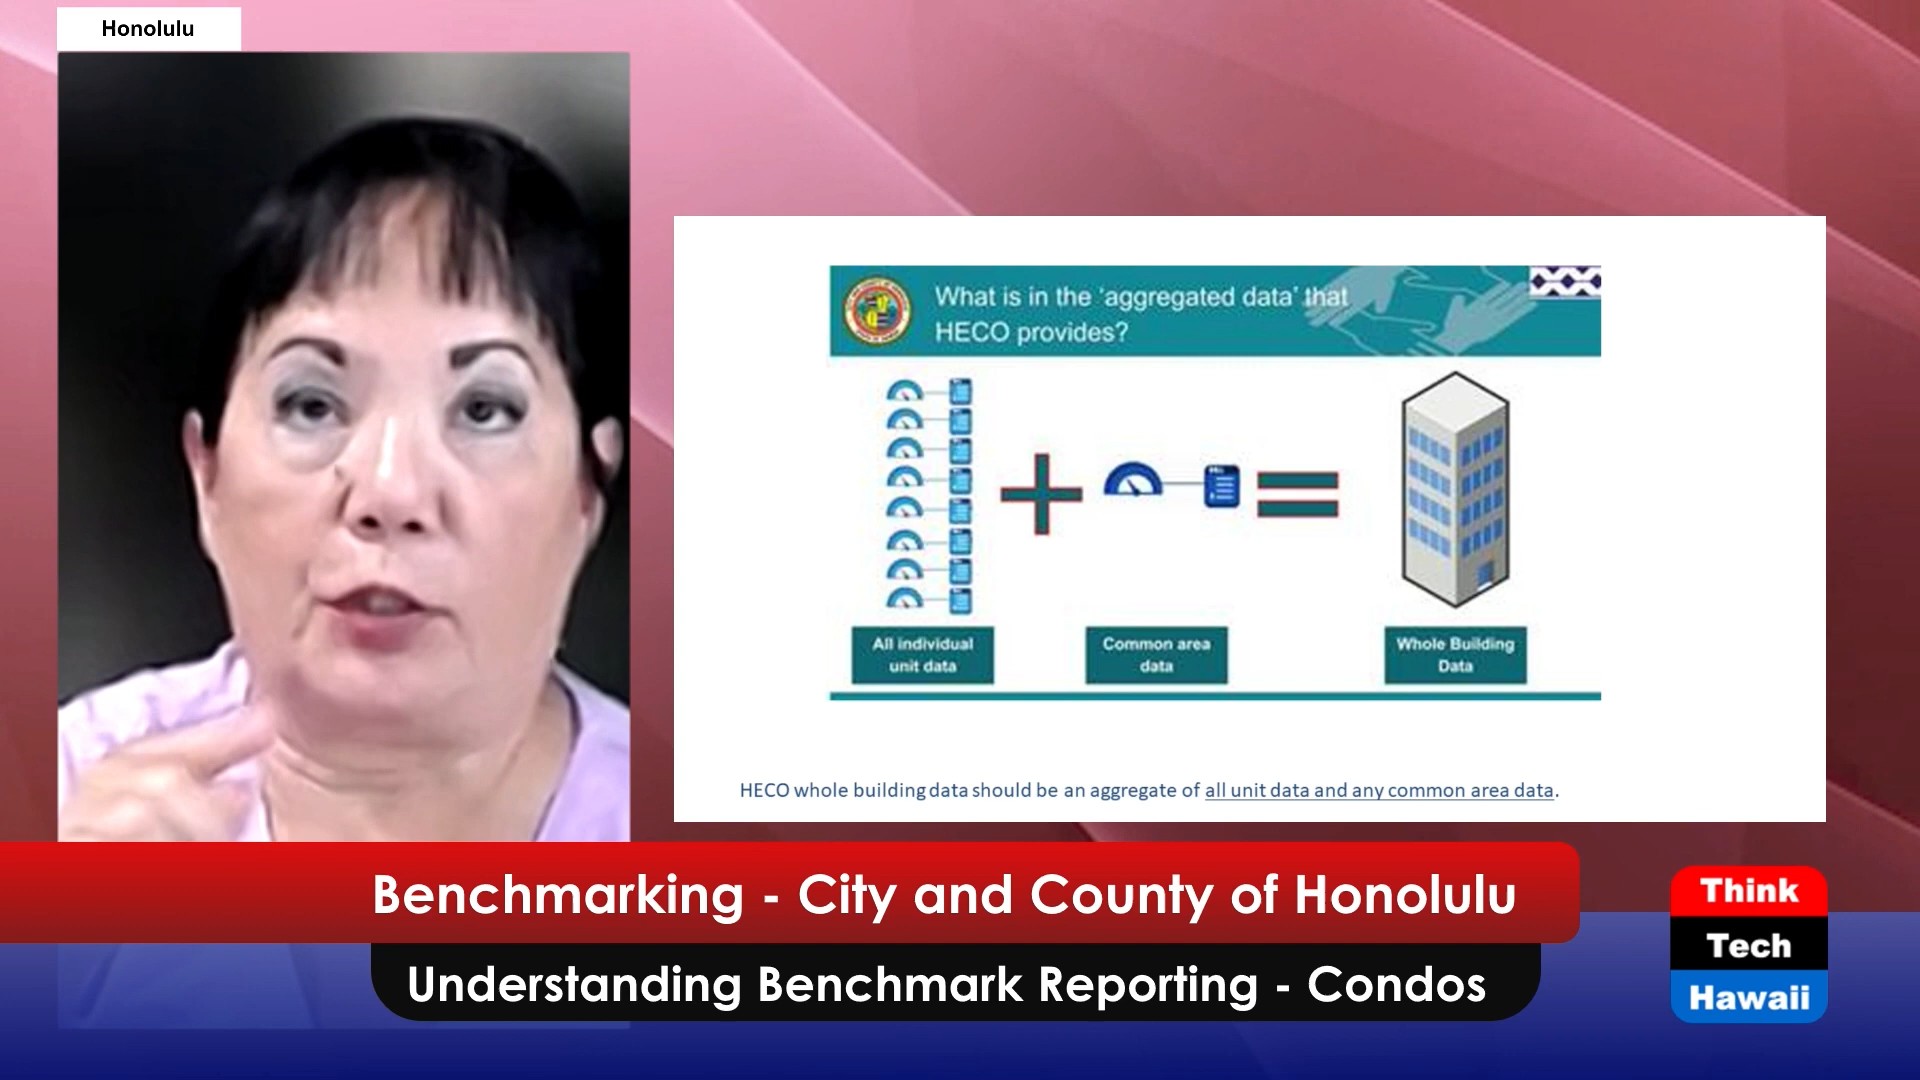 Honolulu
What is in the ‘aggregated data’ that
HECO provides?
All individual
unit data
Common area
data
Whole Building
Data
HECO whole building data should be an aggregate of all unit data and any common area data.
Benchmarking - City and County of Honolulu
Understanding Benchmark Reporting - Condos
Think
Tech
Hawaii